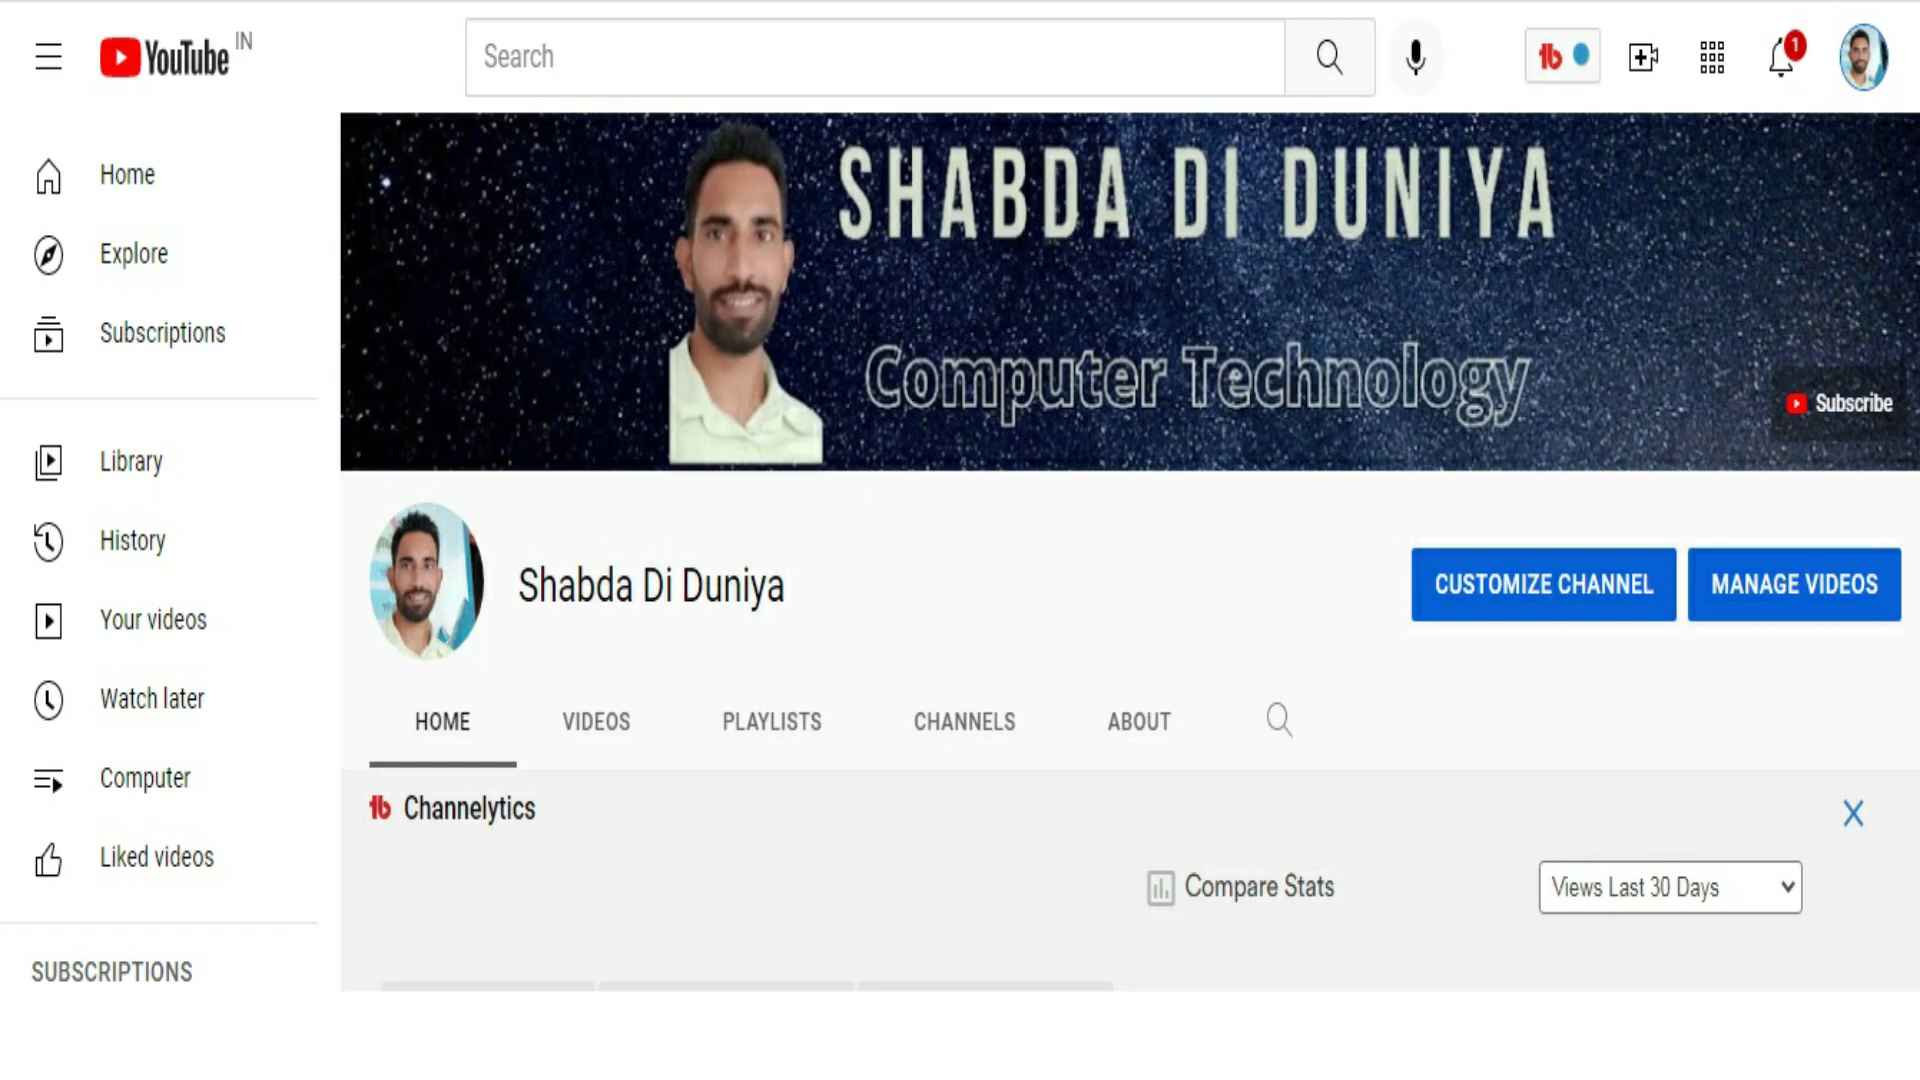 YouTube IN
Search
1
Home
Explore
Subscriptions
Library
History
Your videos
Watch later
Computer
Liked videos
SUBSCRIPTIONS
SHABDA DI DUNIYA
Computer Technology
Subscribe
Shabda Di Duniya
CUSTOMIZE CHANNEL
MANAGE VIDEOS
HOME VIDEOS PLAYLISTS CHANNELS ABOUT
Channelytics
Compare Stats
Views Last 30 Days